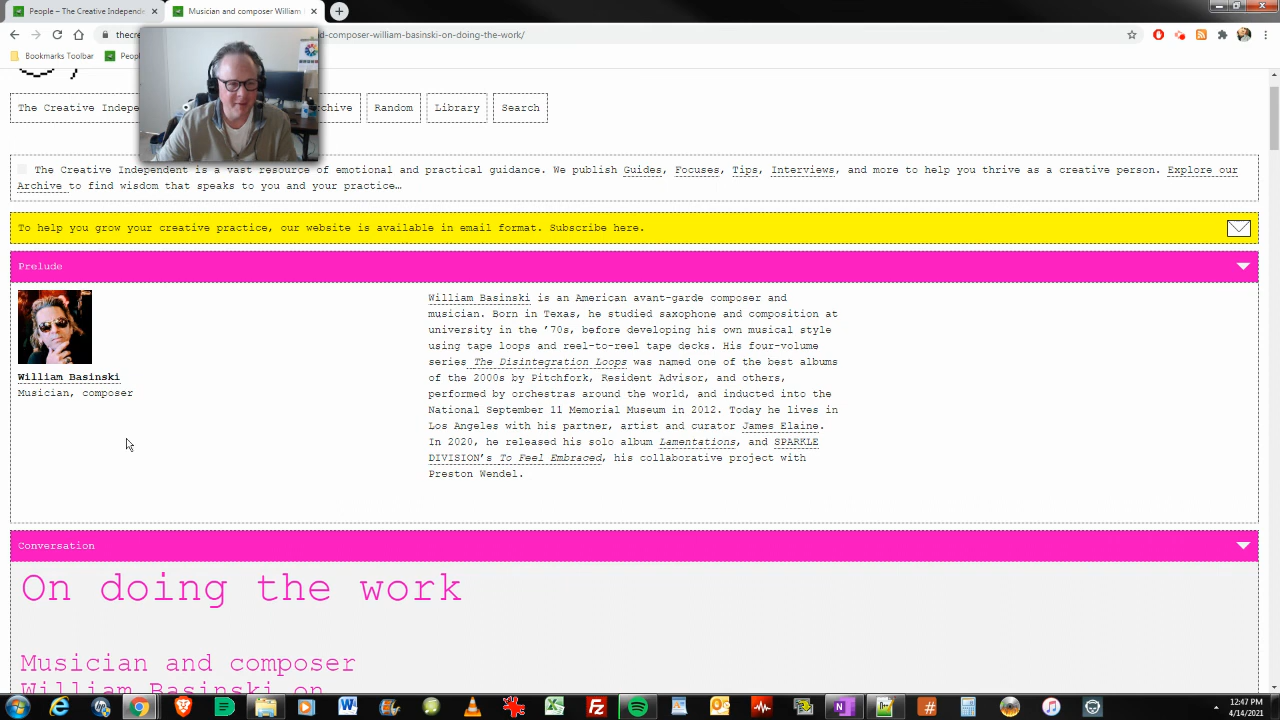 People – The Creative Independ
Musician and composer William
thecre
d-composer-william-basinski-on-doing-the-work/
Bookmarks Toolbar
Peop
The Creative Indepe
chive
Random
Library
Search
The Creative Independent is a vast resource of emotional and practical guidance. We publish Guides, Focuses, Tips, Interviews, and more to help you thrive as a creative person. Explore our
Archive to find wisdom that speaks to you and your practice…
To help you grow your creative practice, our website is available in email format. Subscribe here.
Prelude
William Basinski
Musician, composer
William Basinski is an American avant-garde composer and
musician. Born in Texas, he studied saxophone and composition at
university in the ’70s, before developing his own musical style
using tape loops and reel-to-reel tape decks. His four-volume
series The Disintegration Loops was named one of the best albums
of the 2000s by Pitchfork, Resident Advisor, and others,
performed by orchestras around the world, and inducted into the
National September 11 Memorial Museum in 2012. Today he lives in
Los Angeles with his partner, artist and curator James Elaine.
In 2020, he released his solo album Lamentations, and SPARKLE
DIVISION’s To Feel Embraced, his collaborative project with
Preston Wendel.
Conversation
On doing the work
Musician and composer
William Basinski on
12:47 PM
4/14/2021